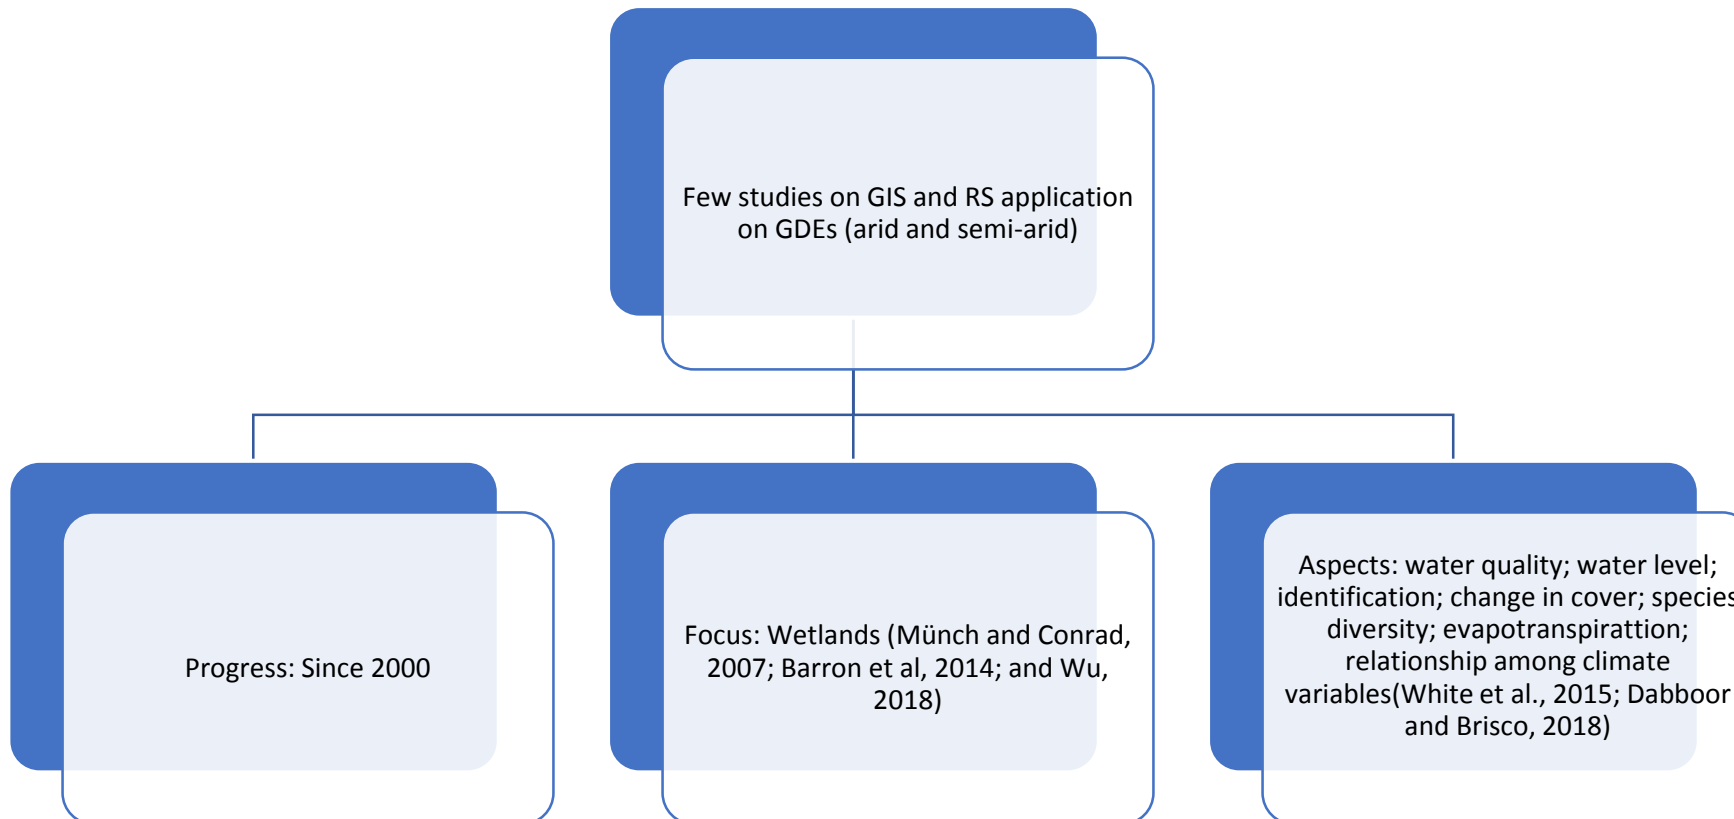 Few studies on GIS and RS application
on GDEs (arid and semi-arid)
Progress: Since 2000
Focus: Wetlands (Münch and Conrad,
2007; Barron et al, 2014; and Wu,
2018)
Aspects: water quality; water level;
identification; change in cover; species
diversity; evapotranspirattion;
relationship among climate
variables(White et al., 2015; Dabboor
and Brisco, 2018)